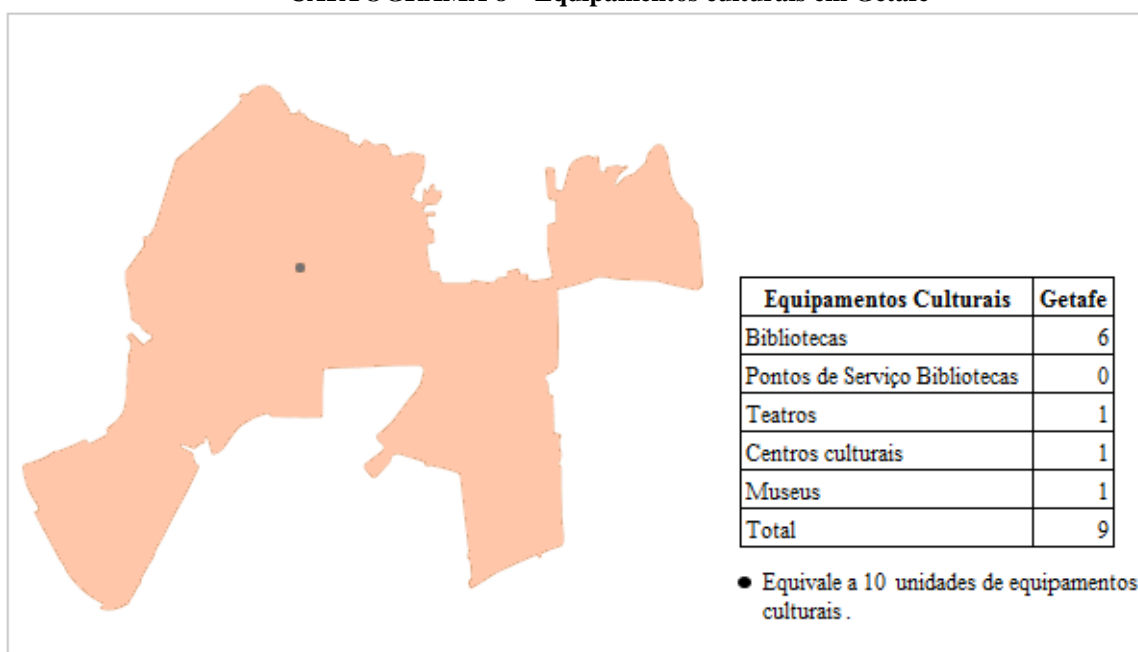 Equipamentos Culturais Getafe
Bibliotecas 6
Pontos de Serviço Bibliotecas 0
Teatros 1
Centros culturais 1
Museus 1
Total 9
● Equivale a 10 unidades de equipamentos
culturais .